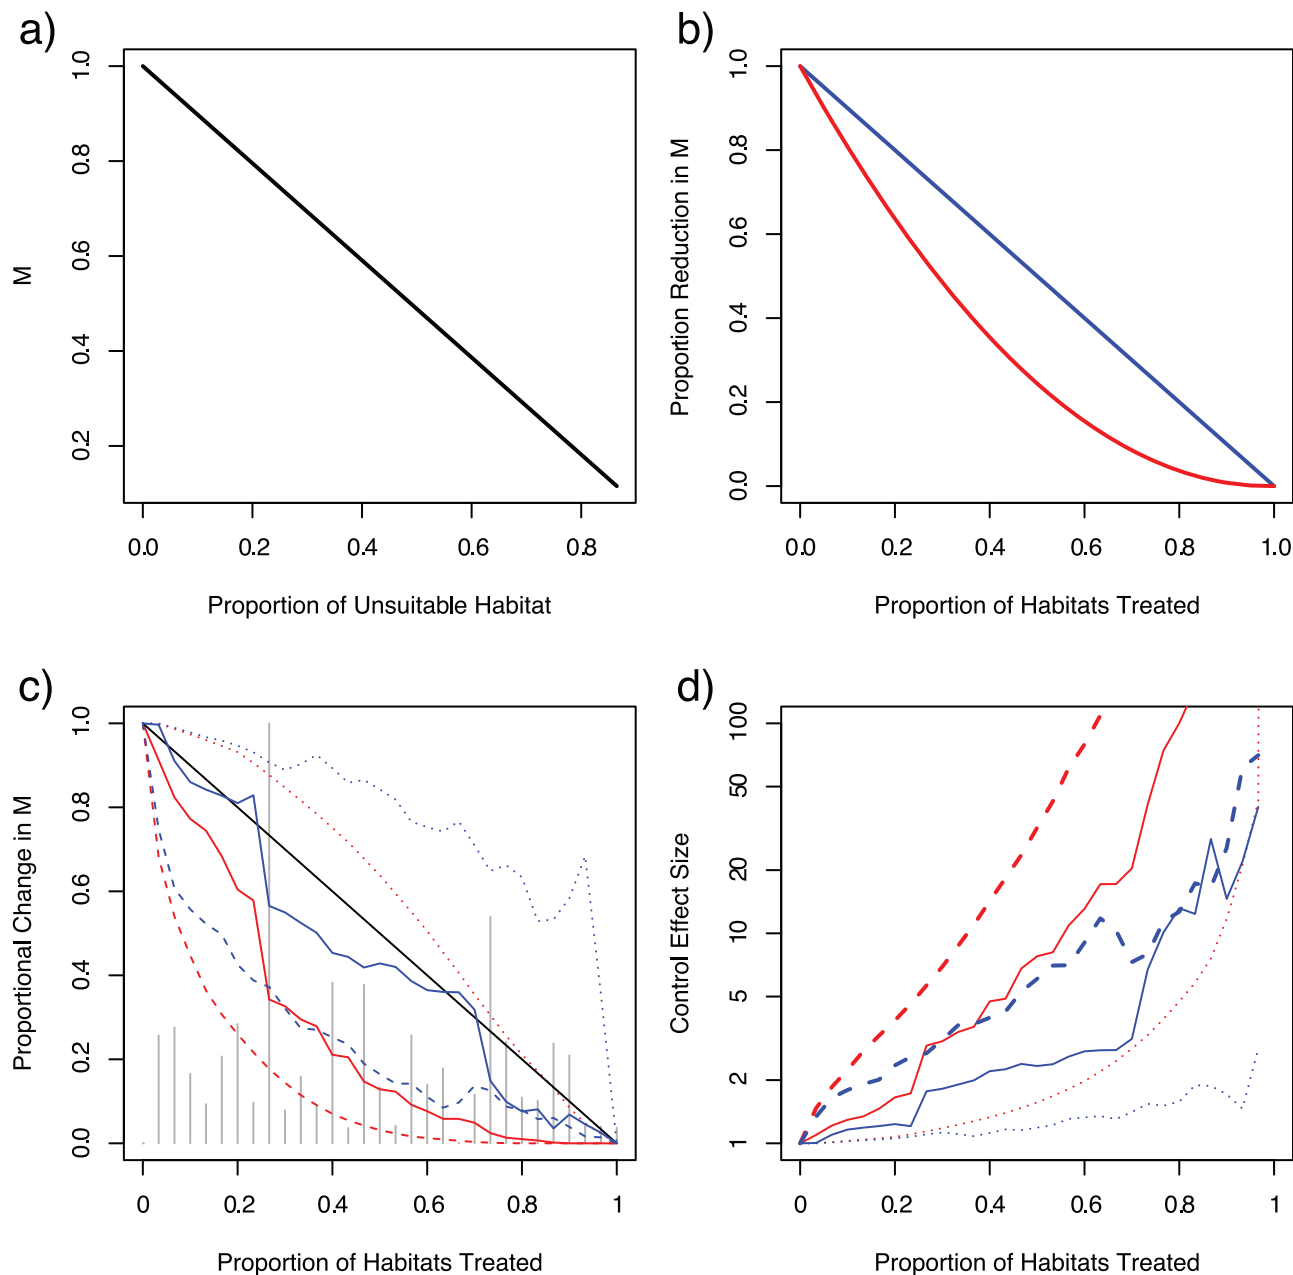 a)
M
1.0
0.8
0.6
0.4
0.2
0.0 0.2 0.4 0.6 0.8
Proportion of Unsuitable Habitat
b)
Proportion Reduction in M
1.0
0.8
0.6
0.4
0.2
0.0
0.0 0.2 0.4 0.6 0.8 1.0
Proportion of Habitats Treated
c)
Proportional Change in M
1.0
0.8
0.6
0.4
0.2
0.0
0 0.2 0.4 0.6 0.8 1
Proportion of Habitats Treated
d)
Control Effect Size
100
50
20
10
5
2
1
0 0.2 0.4 0.6 0.8 1
Proportion of Habitats Treated